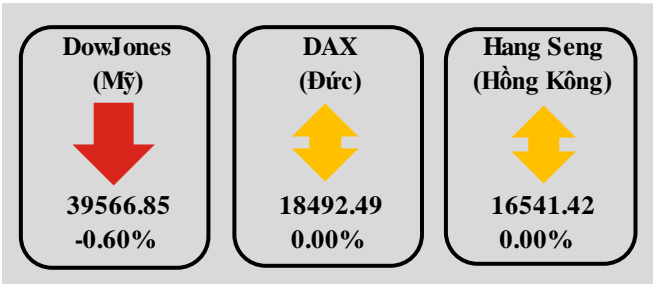 DowJones
(Mỹ)
39566.85
-0.60%
DAX
(Đức)
18492.49
0.00%
Hang Seng
(Hồng Kông)
16541.42
0.00%